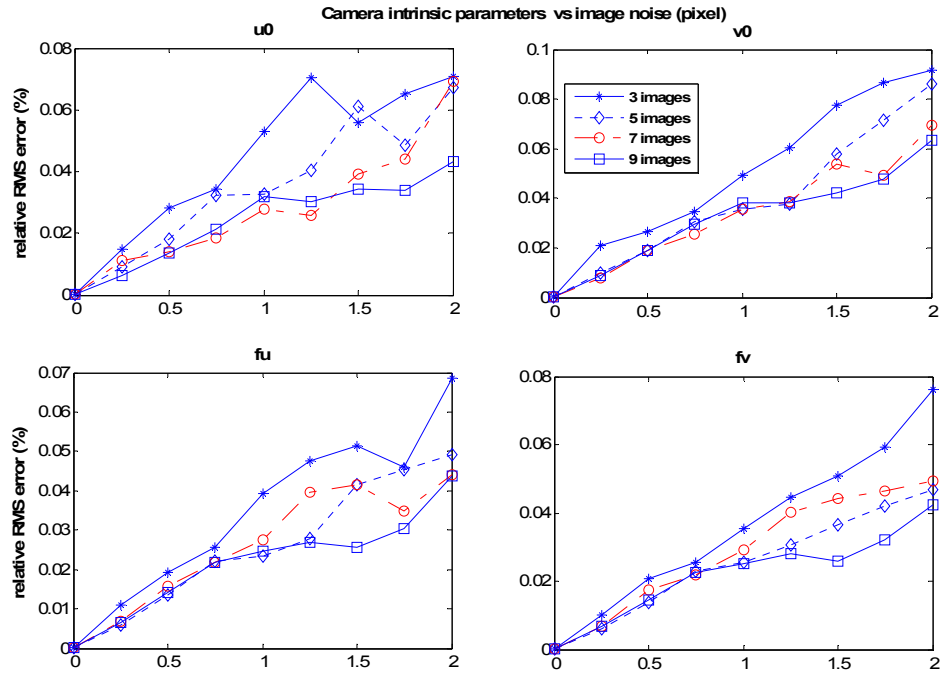 Camera intrinsic parameters vs image noise (pixel)
u0
v0
relative RMS error (%)
0.06
0.04
0.02
0
0 0.5 1 1.5 2
0.1
0.08
0.06
0.04
0.02
0
0 0.5 1 1.5 2
3 images
5 images
7 images
9 images
fu
fv
relative RMS error (%)
0.07
0.06
0.05
0.04
0.03
0.02
0.01
0
0 0.5 1 1.5 2
0.08
0.06
0.04
0.02
0
0 0.5 1 1.5 2